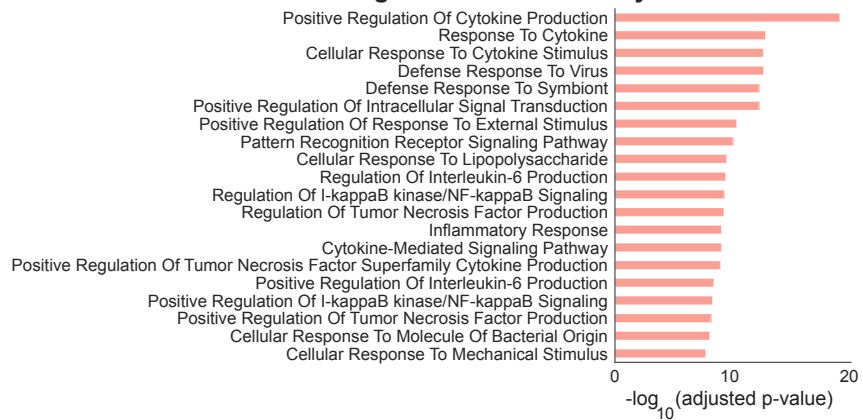 Positive Regulation Of Cytokine Production
Response To Cytokine
Cellular Response To Cytokine Stimulus
Defense Response To Virus
Defense Response To Symbiont
Positive Regulation Of Intracellular Signal Transduction
Positive Regulation Of Response To External Stimulus
Pattern Recognition Receptor Signaling Pathway
Cellular Response To Lipopolysaccharide
Regulation Of Interleukin-6 Production
Regulation Of I-kappaB kinase/NF-kappaB Signaling
Regulation Of Tumor Necrosis Factor Production
Inflammatory Response
Cytokine-Mediated Signaling Pathway
Positive Regulation Of Tumor Necrosis Factor Superfamily Cytokine Production
Positive Regulation Of Interleukin-6 Production
Positive Regulation Of I-kappaB kinase/NF-kappaB Signaling
Positive Regulation Of Tumor Necrosis Factor Production
Cellular Response To Molecule Of Bacterial Origin
Cellular Response To Mechanical Stimulus
0 10 20
-log10(adjusted p-value)